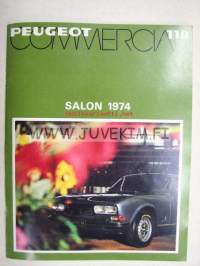 PEUGEOT 118
COMMERCIAL
SALON 1974
WWW.JUVEKIM.FI